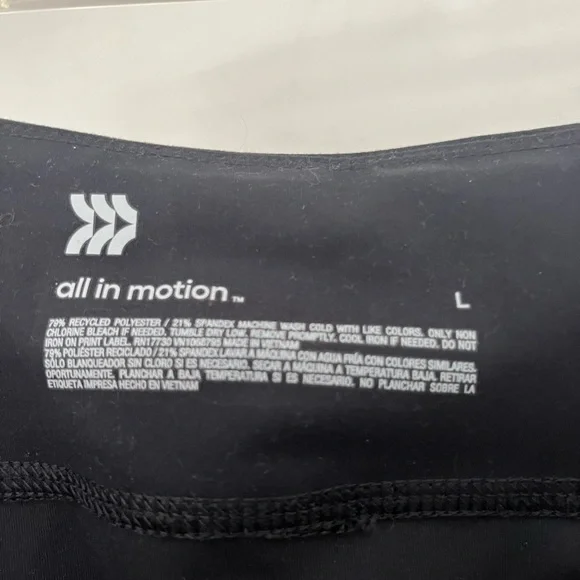 all in motion™
L
79% RECYCLED POLYESTER / 21% SPANDEX MACHINE WASH COLD WITH LIKE COLORS. ONLY NON
CHLORINE BLEACH IF NEEDED. TUMBLE DRY LOW. REMOVE PROMPTLY. COOL IRON IF NEEDED. DO NOT
IRON ON PRINT LABEL. RN17730 VN1068795 MADE IN VIETNAM
79% POLIÉSTER RECICLADO / 21% SPANDEX LAVAR A MÁQUINA CON AGUA FRÍA CON COLORES SIMILARES.
SÓLO BLANQUEADOR SIN CLORO SI ES NECESARIO. SECAR A MÁQUINA A TEMPERATURA BAJA. RETIRAR
OPORTUNAMENTE. PLANCHAR A BAJA TEMPERATURA SI ES NECESARIO. NO PLANCHAR SOBRE LA
ETIQUETA IMPRESA HECHO EN VIETNAM